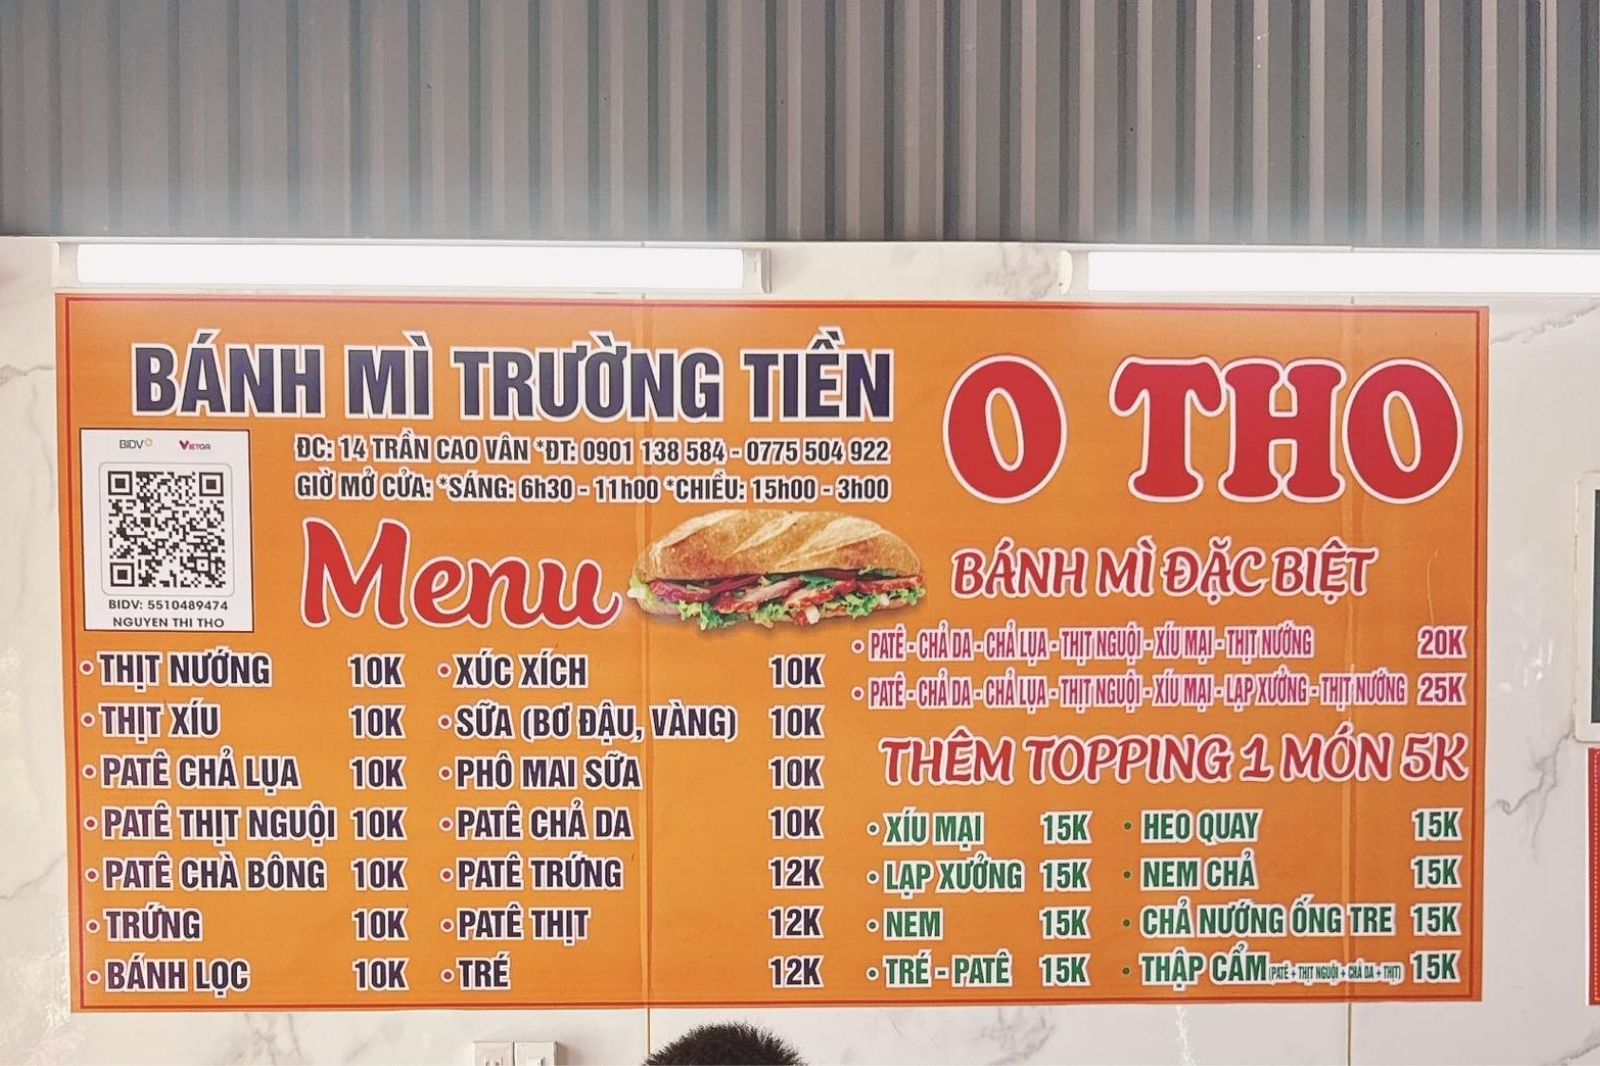 BÁNH MÌ TRƯỜNG TIỀN
O THO
BIDV VIETQR
ĐC: 14 TRẦN CAO VÂN *ĐT: 0901 138 584 - 0775 504 922
GIỜ MỞ CỬA: *SÁNG: 6h30 - 11h00 *CHIỀU: 15h00 - 3h00
BIDV: 5510489474
NGUYEN THI THO
Menu
• THỊT NƯỚNG 10K
• THỊT XÍU 10K
• PATÊ CHẢ LỤA 10K
• PATÊ THỊT NGUỘI 10K
• PATÊ CHÀ BÔNG 10K
• TRỨNG 10K
• BÁNH LỌC 10K
• XÚC XÍCH 10K
• SỮA (BƠ ĐẬU, VÀNG) 10K
• PHÔ MAI SỮA 10K
• PATÊ CHẢ DA 10K
• PATÊ TRỨNG 12K
• PATÊ THỊT 12K
• TRÉ 12K
BÁNH MÌ ĐẶC BIỆT
• PATÊ - CHẢ DA - CHẢ LỤA - THỊT NGUỘI - XÍU MẠI - THỊT NƯỚNG 20K
• PATÊ - CHẢ DA - CHẢ LỤA - THỊT NGUỘI - XÍU MẠI - LẠP XƯỞNG - THỊT NƯỚNG 25K
THÊM TOPPING 1 MÓN 5K
• XÍU MẠI 15K
• LẠP XƯỞNG 15K
• NEM 15K
• TRÉ - PATÊ 15K
• HEO QUAY 15K
• NEM CHẢ 15K
• CHẢ NƯỚNG ỐNG TRE 15K
• THẬP CẨM (PATÊ + THỊT NGUỘI + CHẢ DA + THỊT) 15K